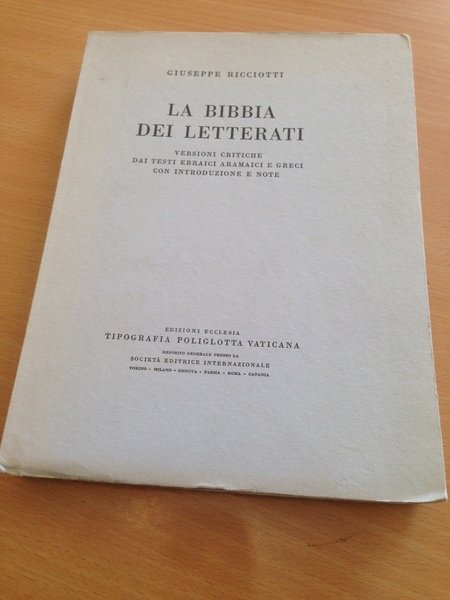 GIUSEPPE RICCIOTTI
LA BIBBIA
DEI LETTERATI
VERSIONI CRITICHE
DAI TESTI EBRAICI ARAMAICI E GRECI
CON INTRODUZIONE E NOTE
EDIZIONI ECCLESIA
TIPOGRAFIA POLIGLOTTA VATICANA
DEPOSITO GENERALE PRESSO LA
SOCIETÀ EDITRICE INTERNAZIONALE
TORINO - MILANO - GENOVA - PARMA - ROMA - CATANIA